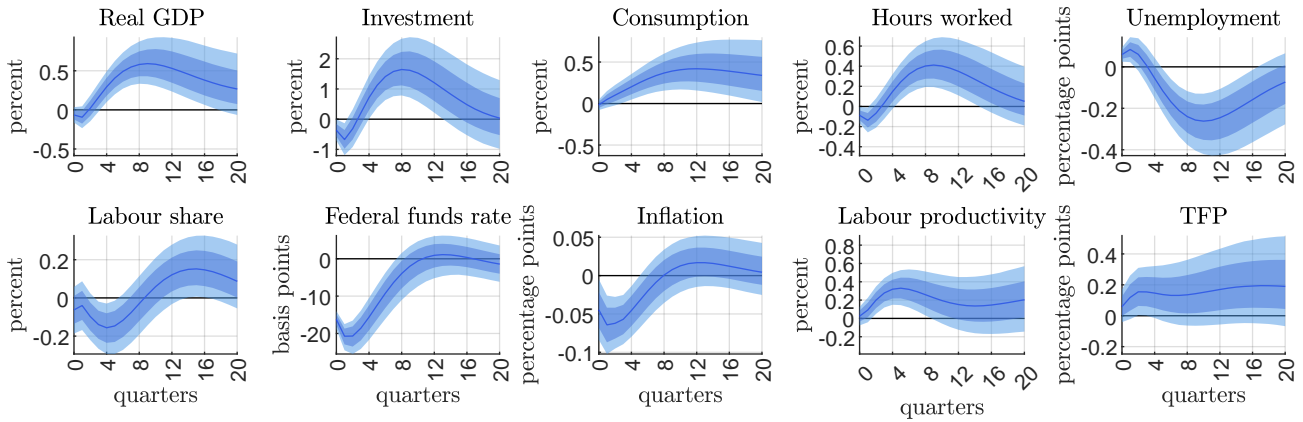 Real GDP
percent
0.5
0
-0.5
0 4 8 12 16 20
Investment
percent
2
1
0
-1
0 4 8 12 16 20
Consumption
percent
0.5
0
-0.5
0 4 8 12 16 20
Hours worked
percent
0.6
0.4
0.2
0
-0.2
-0.4
0 4 8 12 16 20
Unemployment
percentage points
0
-0.2
-0.4
0 4 8 12 16 20
Labour share
percent
0.2
0
-0.2
0 4 8 12 16 20
quarters
Federal funds rate
basis points
0
-10
-20
0 4 8 12 16 20
quarters
Inflation
percentage points
0.05
0
-0.05
-0.1
0 4 8 12 16 20
quarters
Labour productivity
percent
0.8
0.6
0.4
0.2
0
-0.2
0 4 8 12 16 20
quarters
TFP
percentage points
0.4
0.2
0
-0.2
0 4 8 12 16 20
quarters